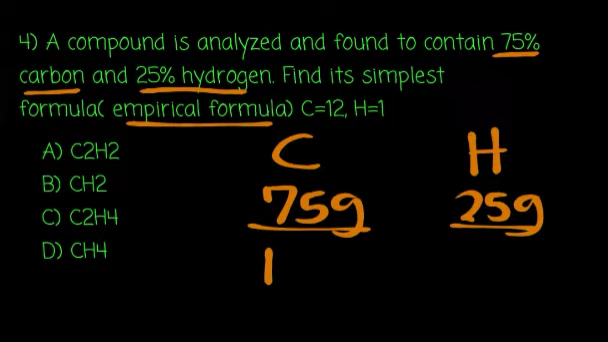 4) A compound is analyzed and found to contain 75%
carbon and 25% hydrogen. Find its simplest
formula( empirical formula) C=12, H=1
A) C2H2
B) CH2
C) C2H4
D) CH4
C H
75g 25g
1